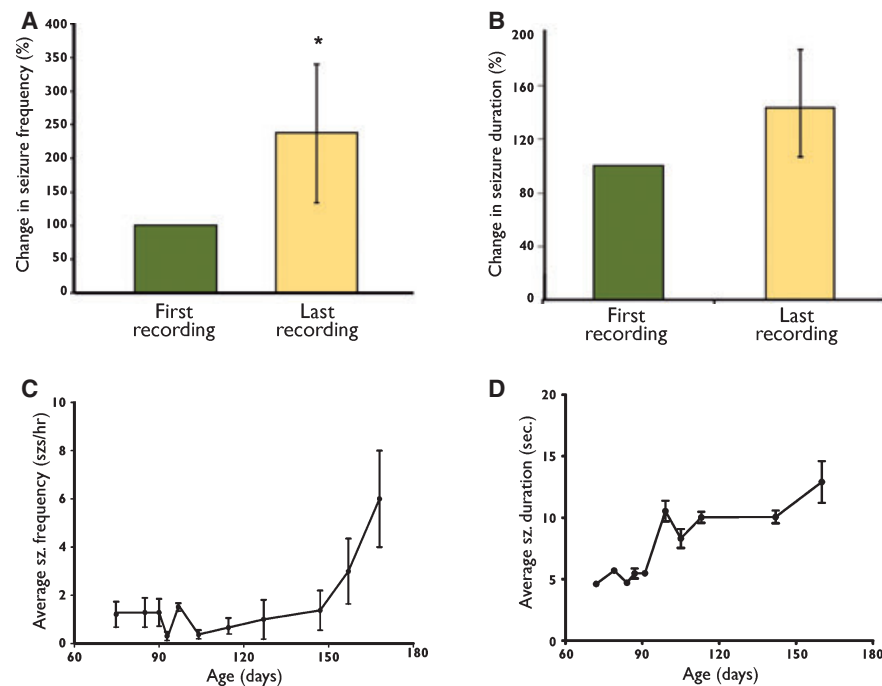 A
Change in seizure frequency (%)
400
350
300
250
200
150
100
50
0
*
First
recording
Last
recording
B
Change in seizure duration (%)
200
160
120
80
40
0
First
recording
Last
recording
C
Average sz. frequency (szs/hr)
10
8
6
4
2
0
60
90
120
150
180
Age (days)
D
Average sz. duration (sec.)
20
15
10
5
0
60
90
120
150
180
Age (days)